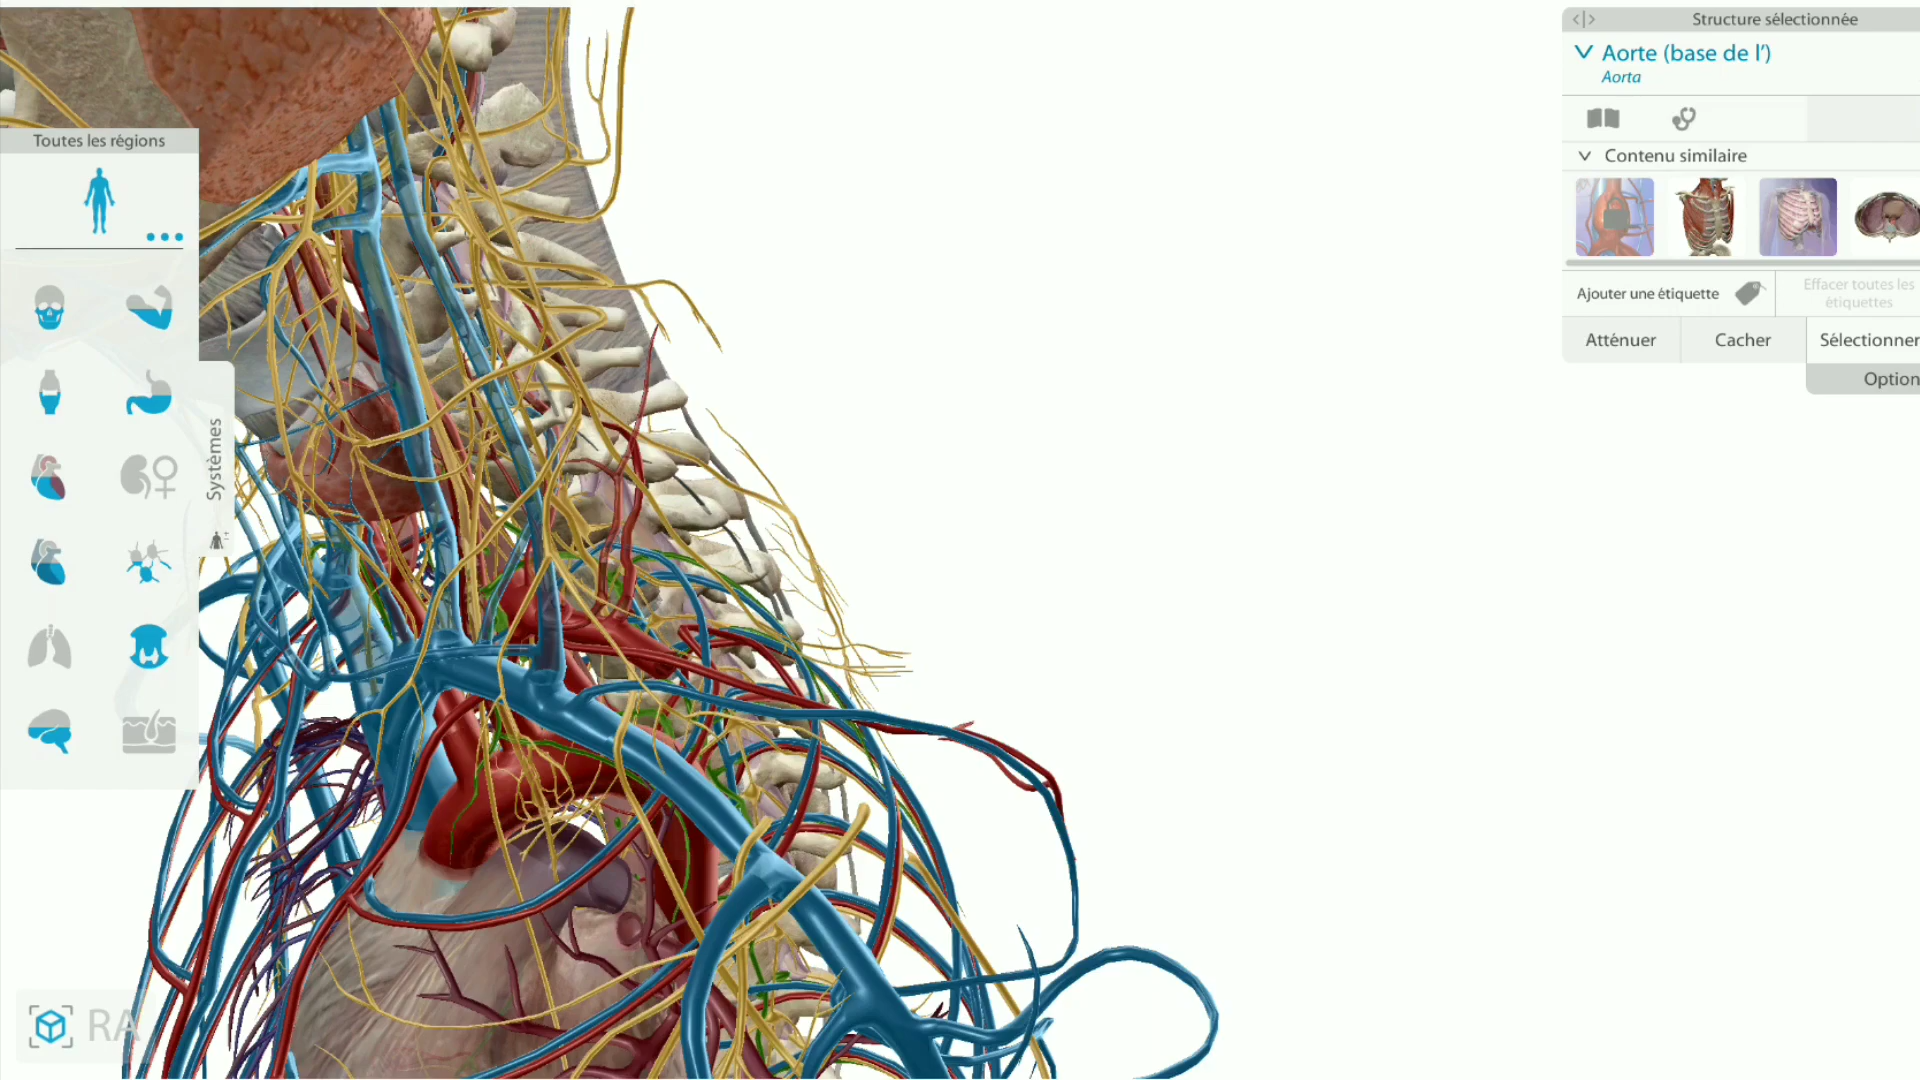 Structure sélectionnée
Aorte (base de l’)
Aorta
Contenu similaire
Ajouter une étiquette
Effacer toutes les
étiquettes
Atténuer
Cacher
Sélectionner
Option
Toutes les régions
Systèmes
RA